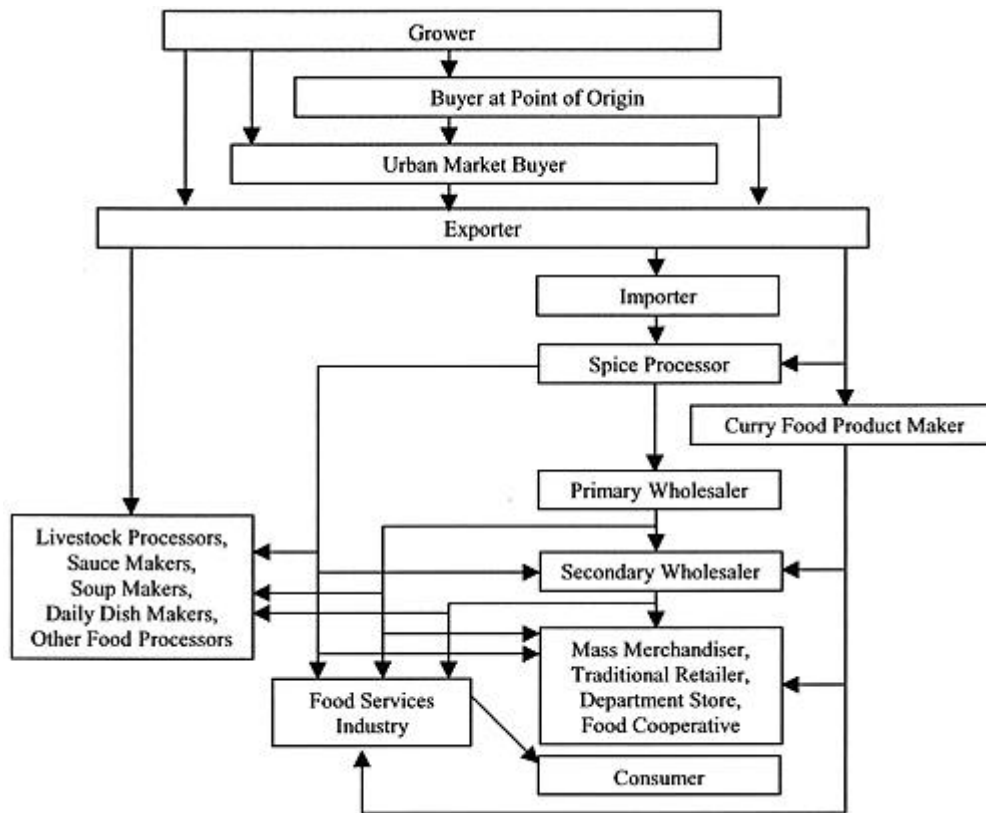 Grower
Buyer at Point of Origin
Urban Market Buyer
Exporter
Importer
Spice Processor
Curry Food Product Maker
Primary Wholesaler
Livestock Processors,
Sauce Makers,
Soup Makers,
Daily Dish Makers,
Other Food Processors
Secondary Wholesaler
Mass Merchandiser,
Traditional Retailer,
Department Store,
Food Cooperative
Food Services
Industry
Consumer